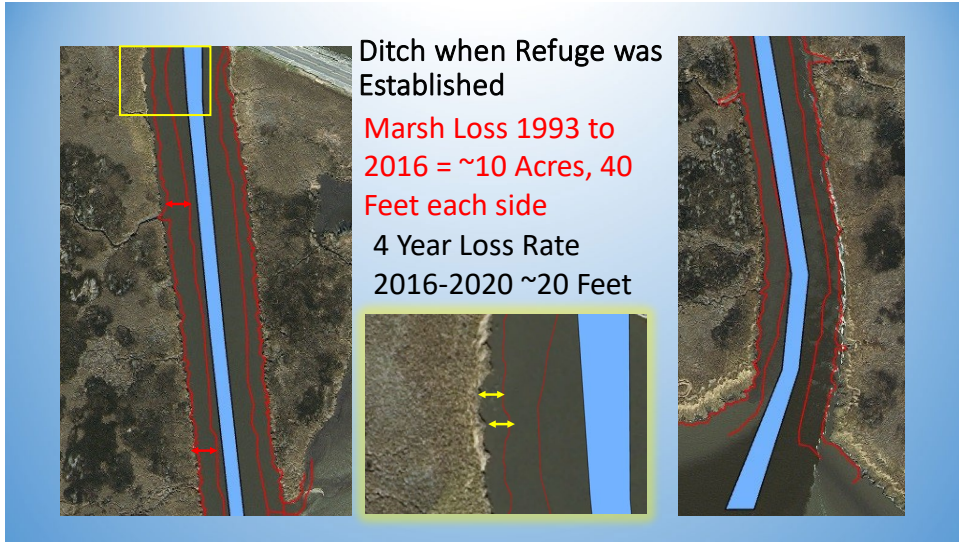 Ditch when Refuge was
Established
Marsh Loss 1993 to
2016 = ~10 Acres, 40
Feet each side
4 Year Loss Rate
2016-2020 ~20 Feet